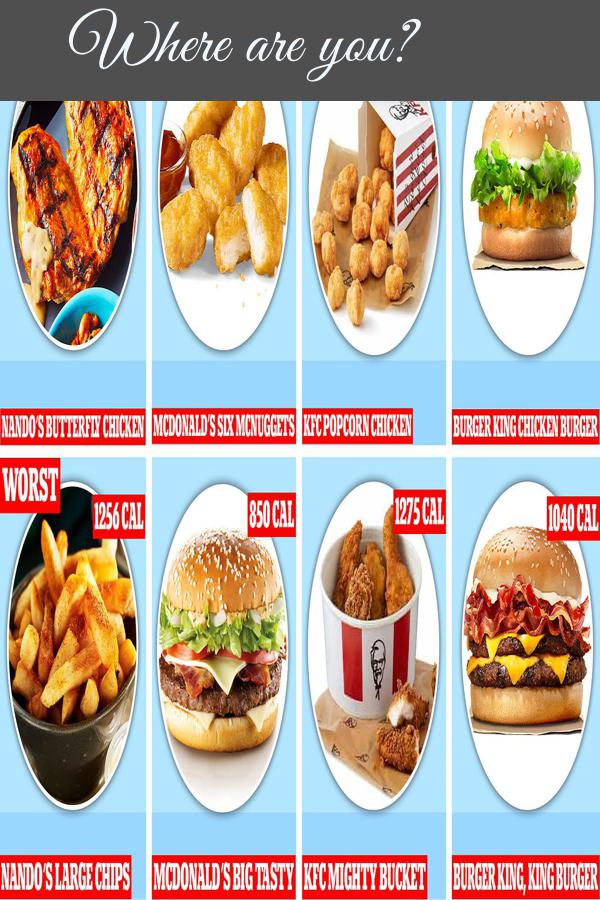 Where are you?
NANDO'S BUTTERFLY CHICKEN
MCDONALD'S SIX MCNUGGETS
KFC POPCORN CHICKEN
BURGER KING CHICKEN BURGER
WORST
1256 CAL
850 CAL
1275 CAL
1040 CAL
NANDO'S LARGE CHIPS
MCDONALD'S BIG TASTY
KFC MIGHTY BUCKET
BURGER KING, KING BURGER